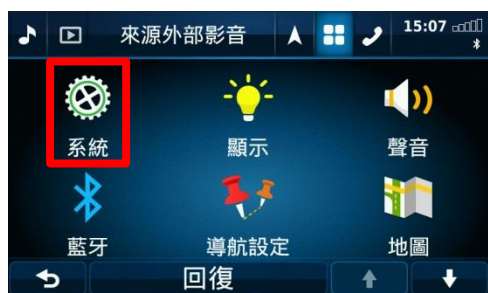 來源外部影音 15:07
系統 顯示 聲音
藍牙 導航設定 地圖
回復